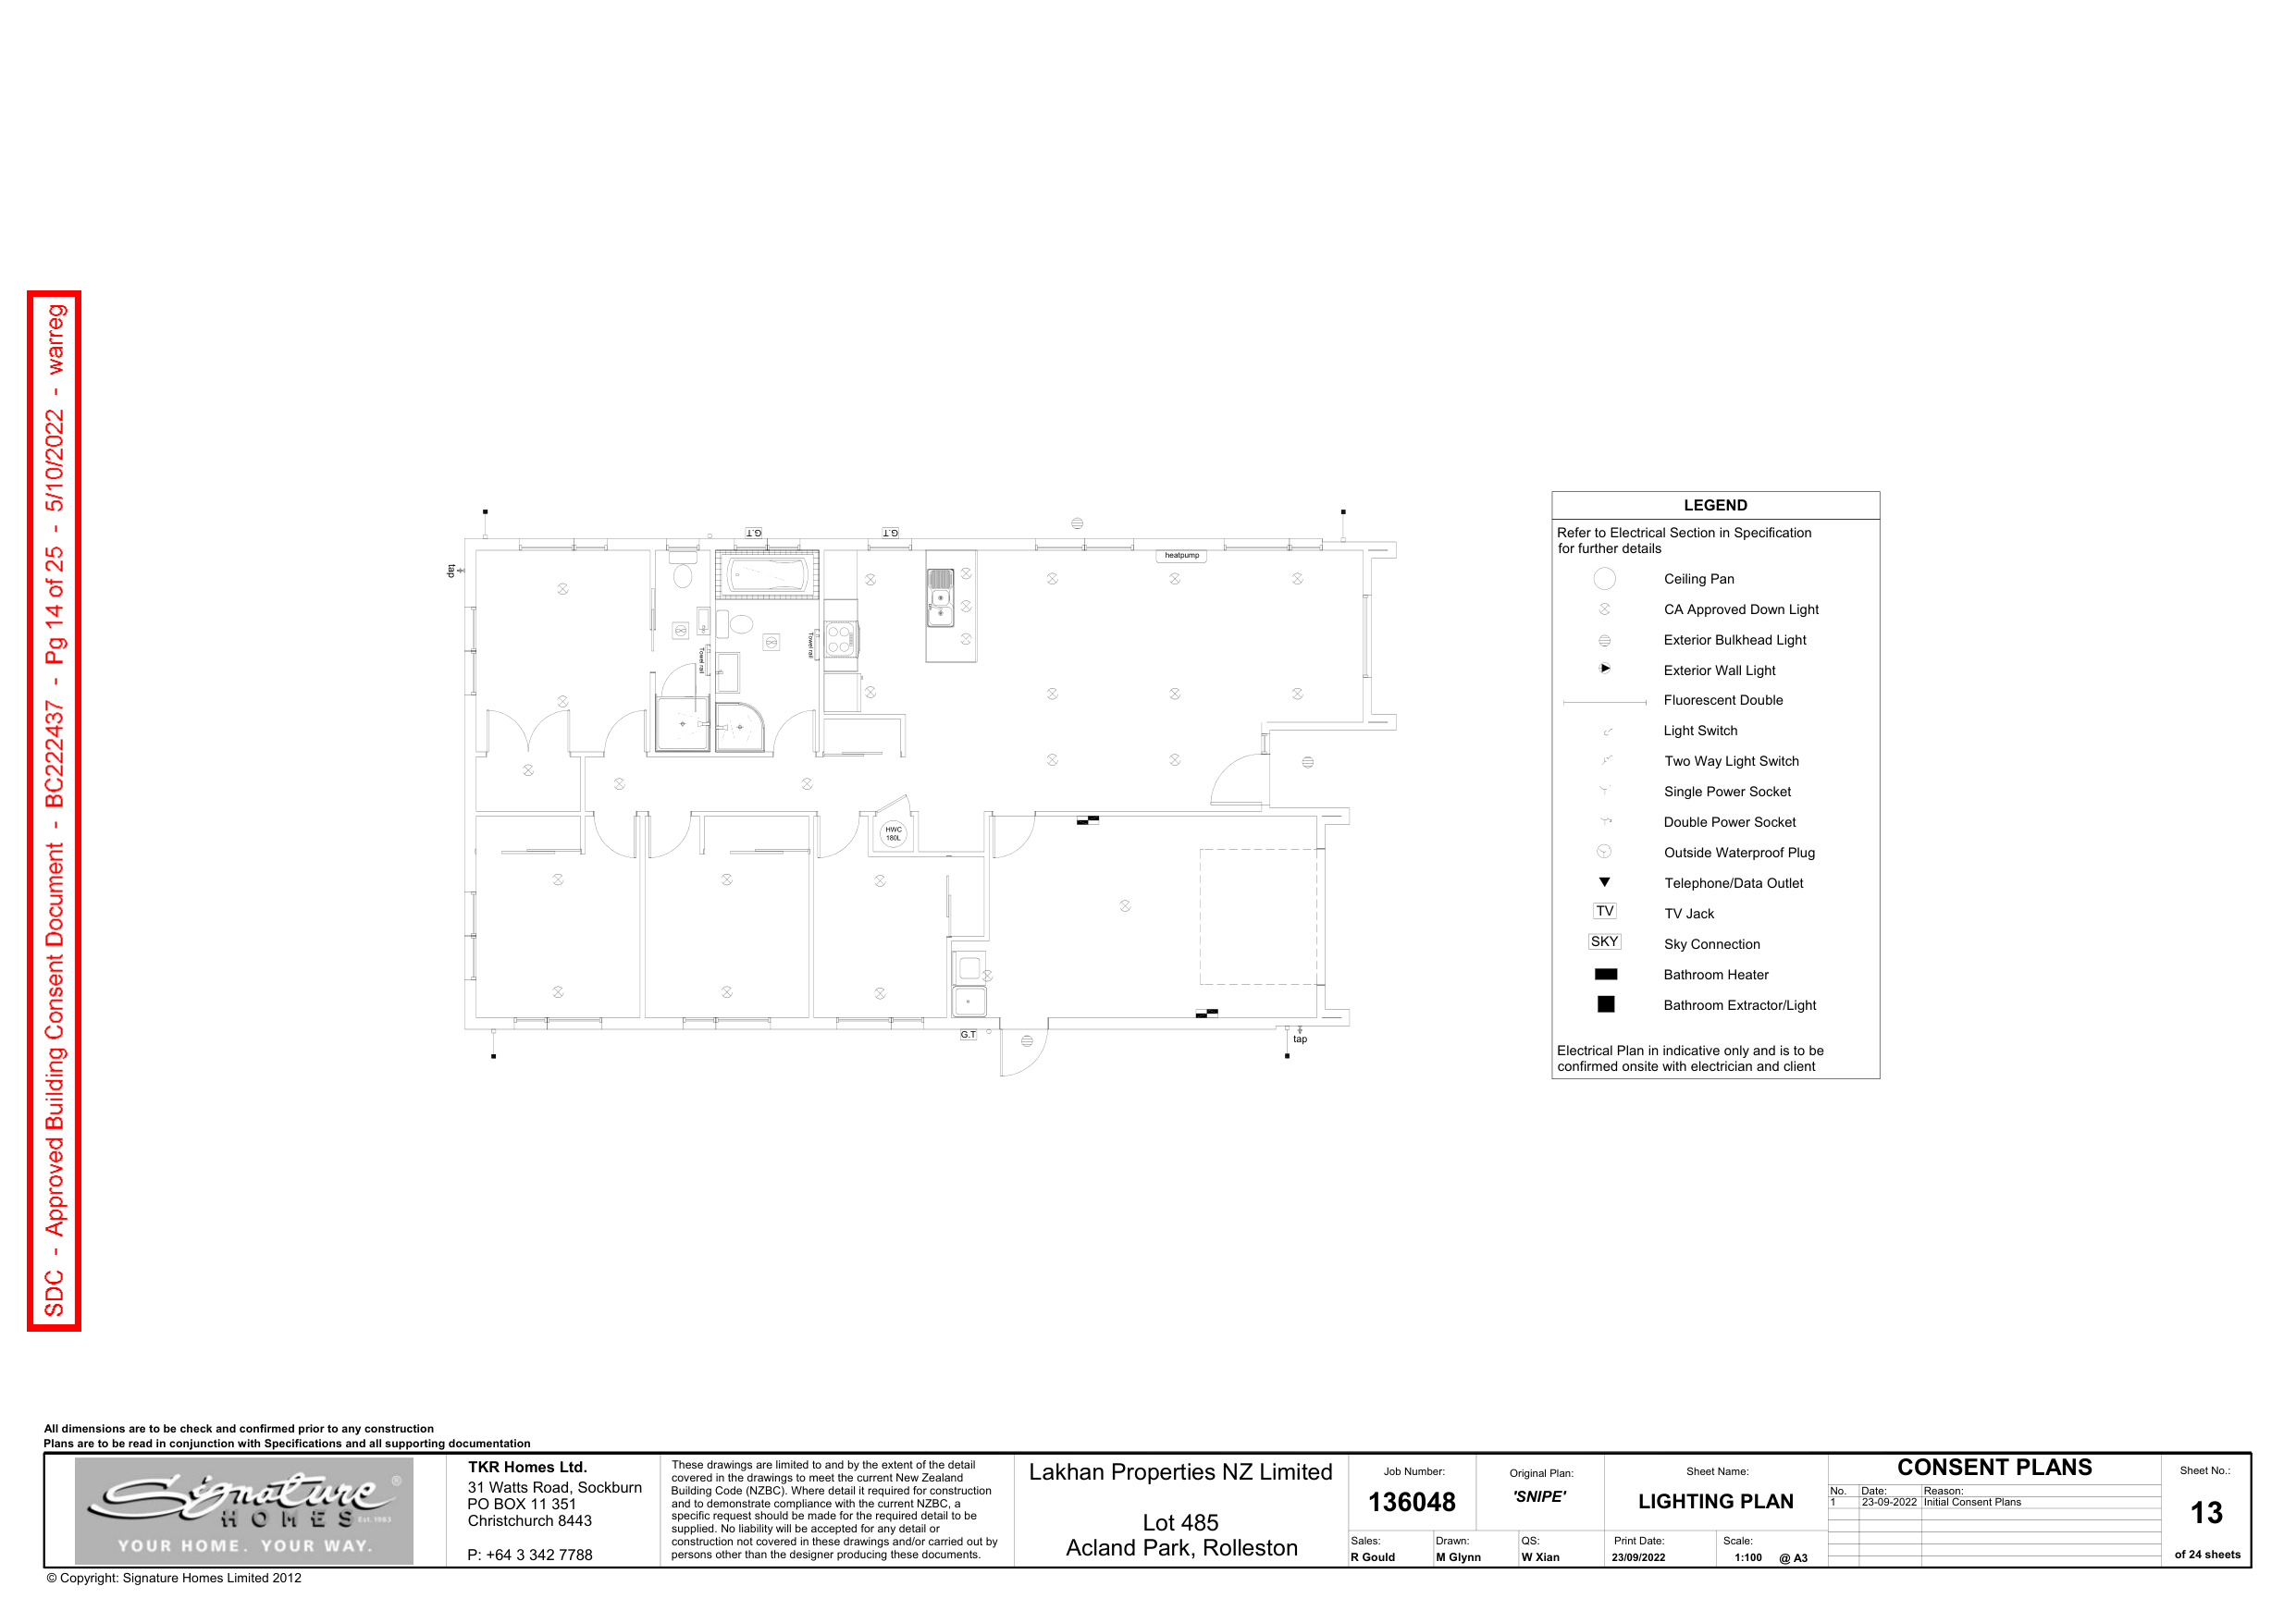 SDC - Approved Building Consent Document - BC222437 - Pg 14 of 25 - 5/10/2022 - warreg
G.T
G.T
tap
heatpump
Towel rail
Towel rail
HWC
180L
G.T
tap
LEGEND
Refer to Electrical Section in Specification
for further details
Ceiling Pan
CA Approved Down Light
Exterior Bulkhead Light
Exterior Wall Light
Fluorescent Double
Light Switch
Two Way Light Switch
Single Power Socket
Double Power Socket
Outside Waterproof Plug
Telephone/Data Outlet
TV TV Jack
SKY Sky Connection
Bathroom Heater
Bathroom Extractor/Light
Electrical Plan in indicative only and is to be
confirmed onsite with electrician and client
All dimensions are to be check and confirmed prior to any construction
Plans are to be read in conjunction with Specifications and all supporting documentation
Signature ®
HOMES Est. 1983
YOUR HOME. YOUR WAY.
TKR Homes Ltd.
31 Watts Road, Sockburn
PO BOX 11 351
Christchurch 8443
P: +64 3 342 7788
These drawings are limited to and by the extent of the detail
covered in the drawings to meet the current New Zealand
Building Code (NZBC). Where detail it required for construction
and to demonstrate compliance with the current NZBC, a
specific request should be made for the required detail to be
supplied. No liability will be accepted for any detail or
construction not covered in these drawings and/or carried out by
persons other than the designer producing these documents.
Lakhan Properties NZ Limited
Lot 485
Acland Park, Rolleston
Job Number:
136048
Original Plan:
'SNIPE'
Sheet Name:
LIGHTING PLAN
Sales:
R Gould
Drawn:
M Glynn
QS:
W Xian
Print Date:
23/09/2022
Scale:
1:100 @ A3
CONSENT PLANS
No. Date: Reason:
1 23-09-2022 Initial Consent Plans
Sheet No.:
13
of 24 sheets
© Copyright: Signature Homes Limited 2012